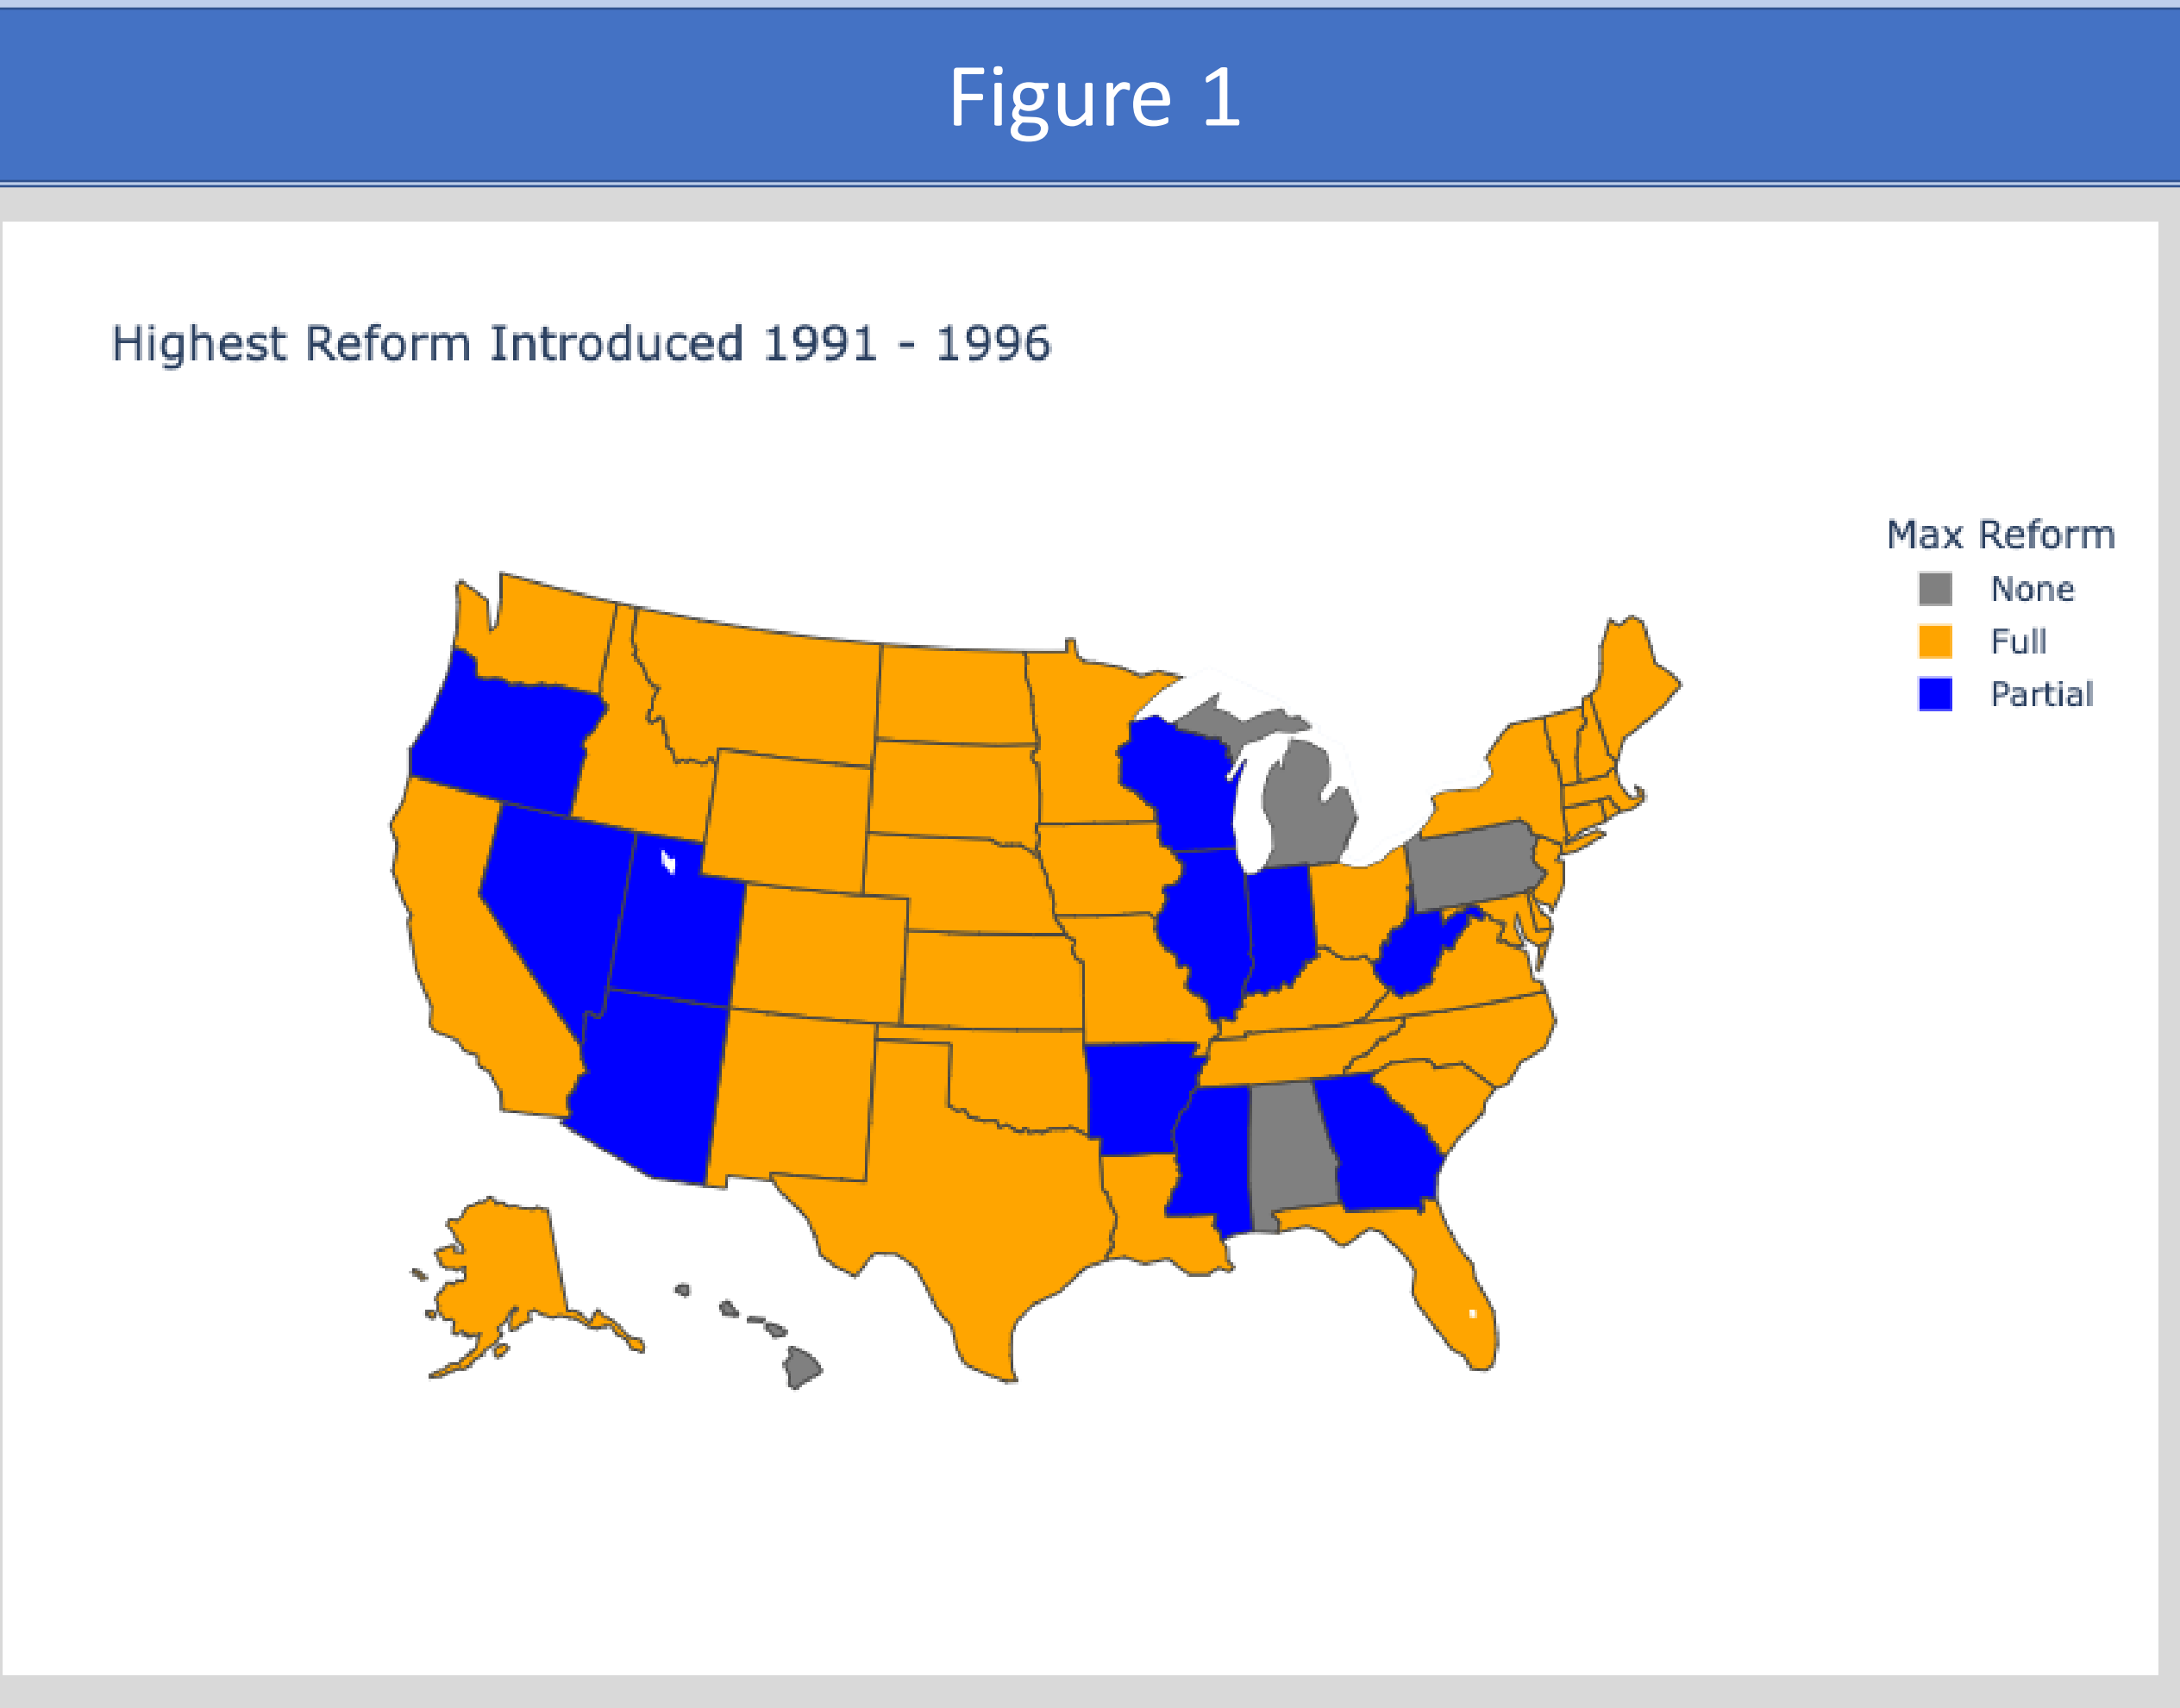 Figure 1
Highest Reform Introduced 1991 - 1996
Max Reform
None
Full
Partial